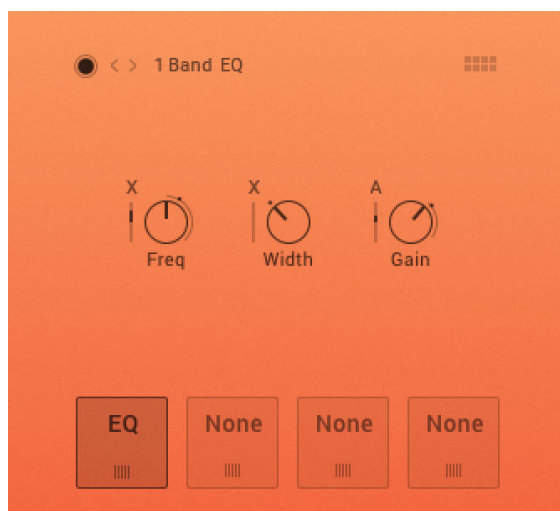 < > 1 Band EQ
X X A
Freq Width Gain
EQ None None None